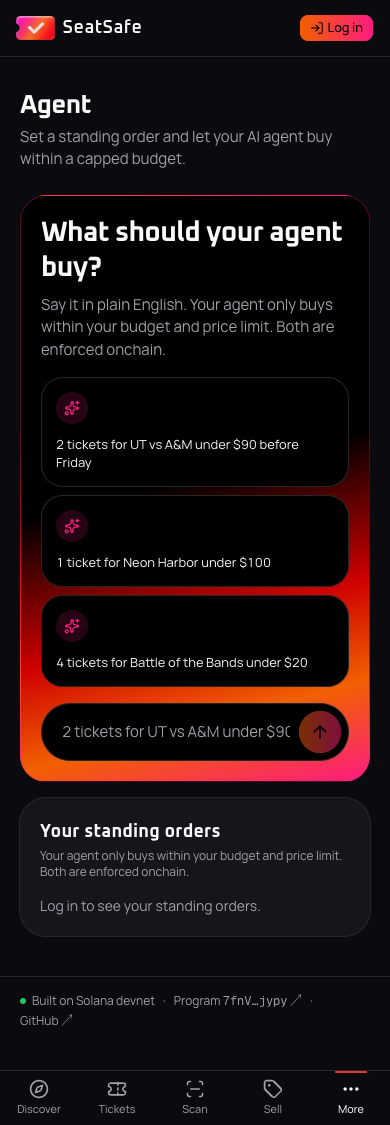 SeatSafe
Log in
Agent
Set a standing order and let your AI agent buy
within a capped budget.
What should your agent
buy?
Say it in plain English. Your agent only buys
within your budget and price limit. Both are
enforced onchain.
2 tickets for UT vs A&M under $90 before
Friday
1 ticket for Neon Harbor under $100
4 tickets for Battle of the Bands under $20
2 tickets for UT vs A&M under $90
Your standing orders
Your agent only buys within your budget and price limit.
Both are enforced onchain.
Log in to see your standing orders.
Built on Solana devnet · Program 7fnV…jypy ↗ ·
GitHub ↗
Discover Tickets Scan Sell More